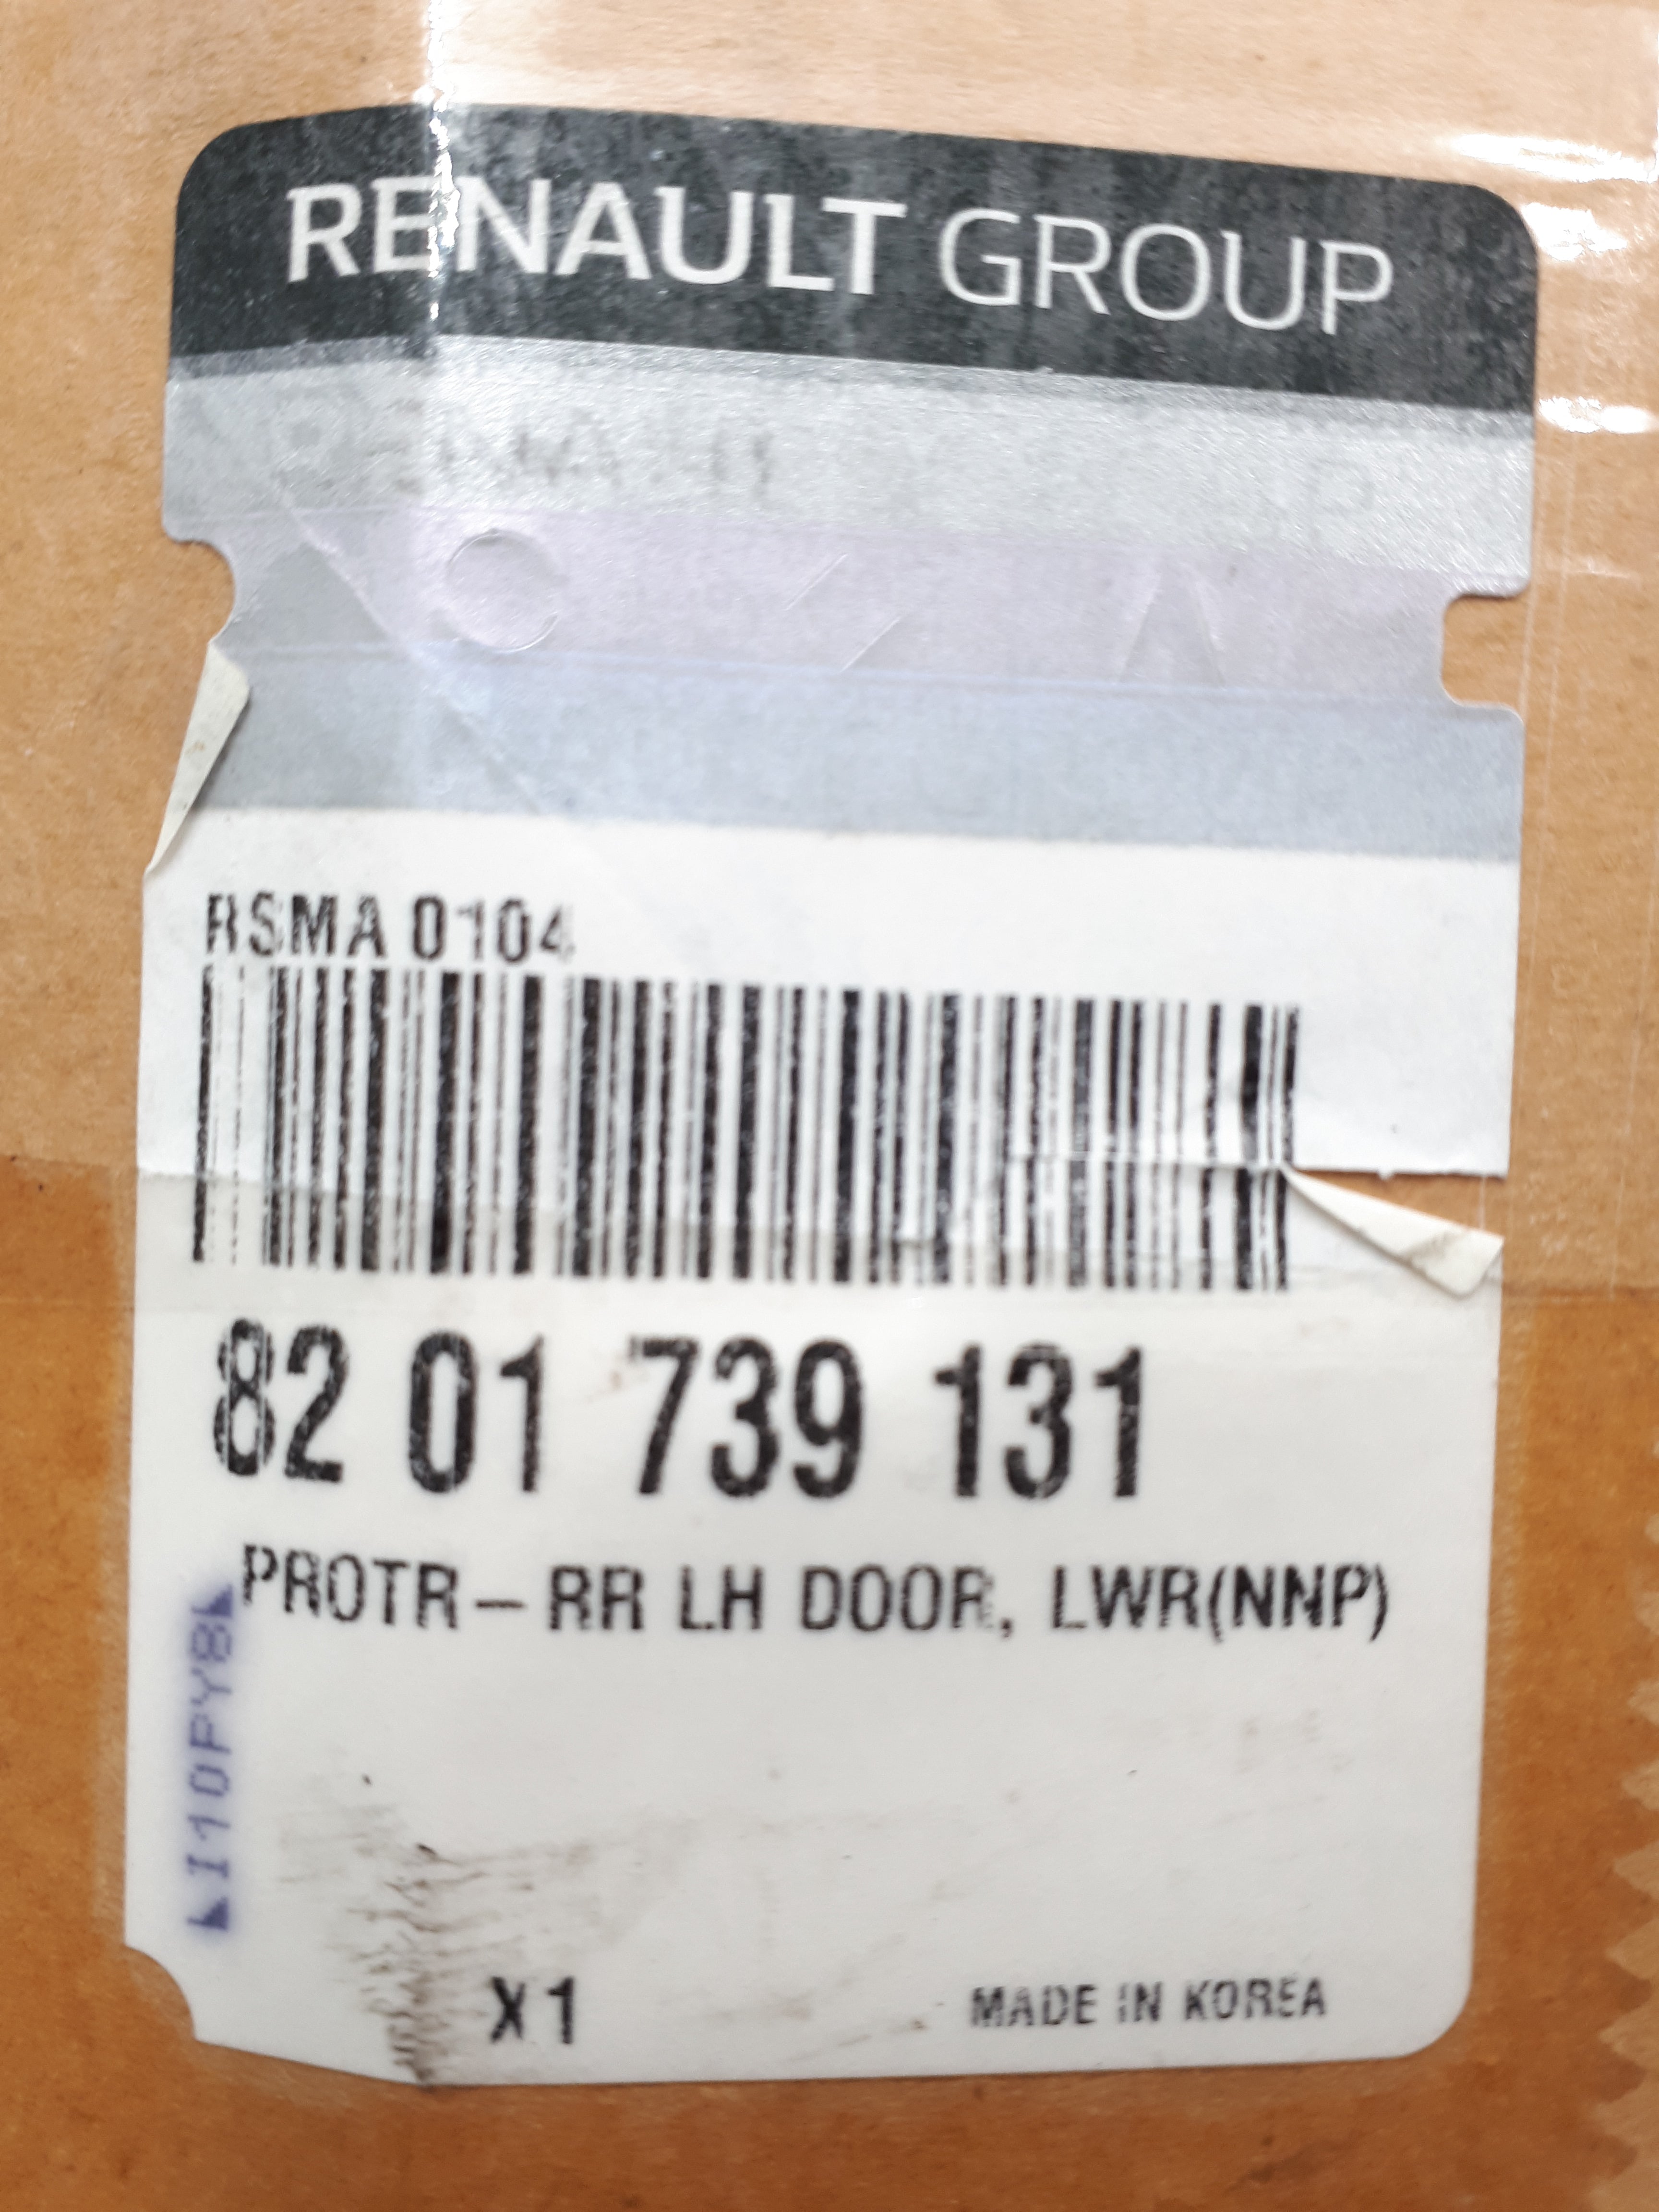 RENAULT GROUP
RSMA 0104
82 01 739 131
PROTR-RR LH DOOR, LWR(NNP)
I10PY8
X1
MADE IN KOREA